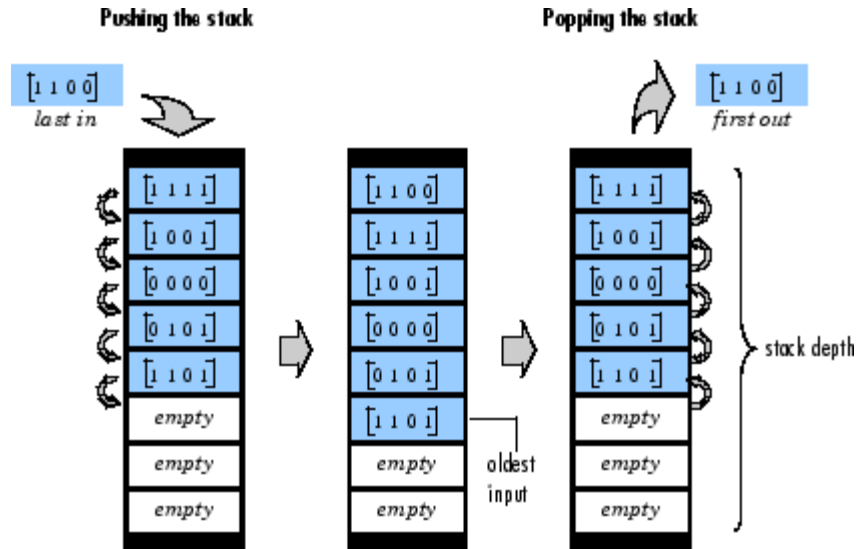 Pushing the stack
Popping the stack
[1 1 0 0]
last in
[1 1 0 0]
first out
[1 1 1 1]
[1 0 0 1]
[0 0 0 0]
[0 1 0 1]
[1 1 0 1]
empty
empty
empty
[1 1 0 0]
[1 1 1 1]
[1 0 0 1]
[0 0 0 0]
[0 1 0 1]
[1 1 0 1]
empty
empty
oldest
input
[1 1 1 1]
[1 0 0 1]
[0 0 0 0]
[0 1 0 1]
[1 1 0 1]
empty
empty
empty
stack depth